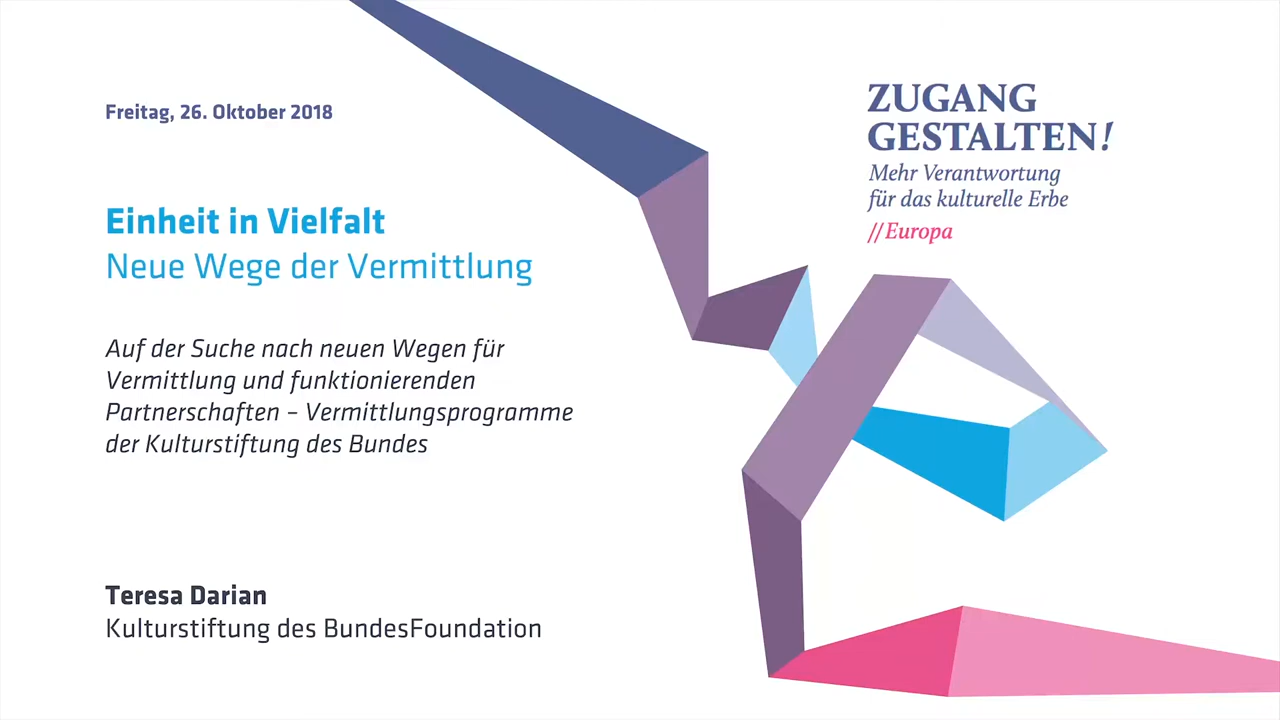 Freitag, 26. Oktober 2018
Einheit in Vielfalt
Neue Wege der Vermittlung
Auf der Suche nach neuen Wegen für
Vermittlung und funktionierenden
Partnerschaften – Vermittlungsprogramme
der Kulturstiftung des Bundes
Teresa Darian
Kulturstiftung des BundesFoundation
ZUGANG
GESTALTEN!
Mehr Verantwortung
für das kulturelle Erbe
//Europa